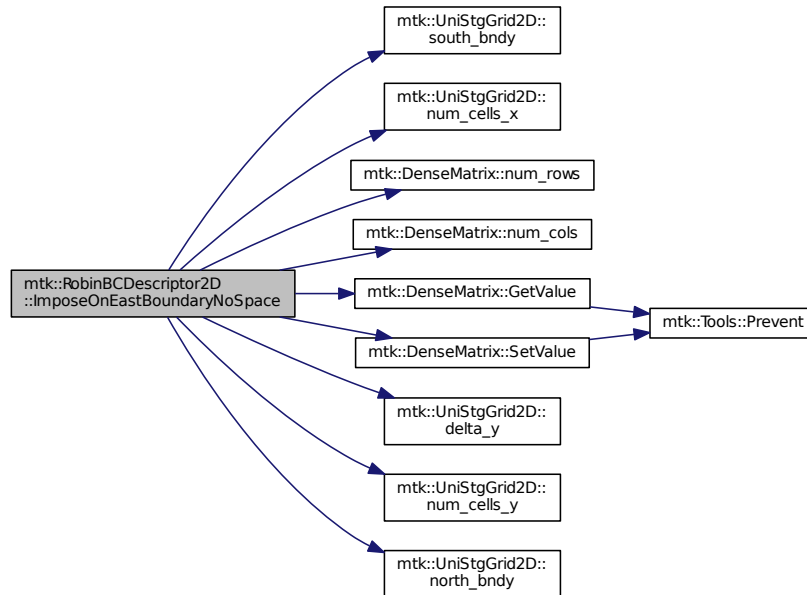 mtk::UniStgGrid2D::
south_bndy
mtk::UniStgGrid2D::
num_cells_x
mtk::DenseMatrix::num_rows
mtk::DenseMatrix::num_cols
mtk::RobinBCDescriptor2D
::ImposeOnEastBoundaryNoSpace
mtk::DenseMatrix::GetValue
mtk::Tools::Prevent
mtk::DenseMatrix::SetValue
mtk::UniStgGrid2D::
delta_y
mtk::UniStgGrid2D::
num_cells_y
mtk::UniStgGrid2D::
north_bndy